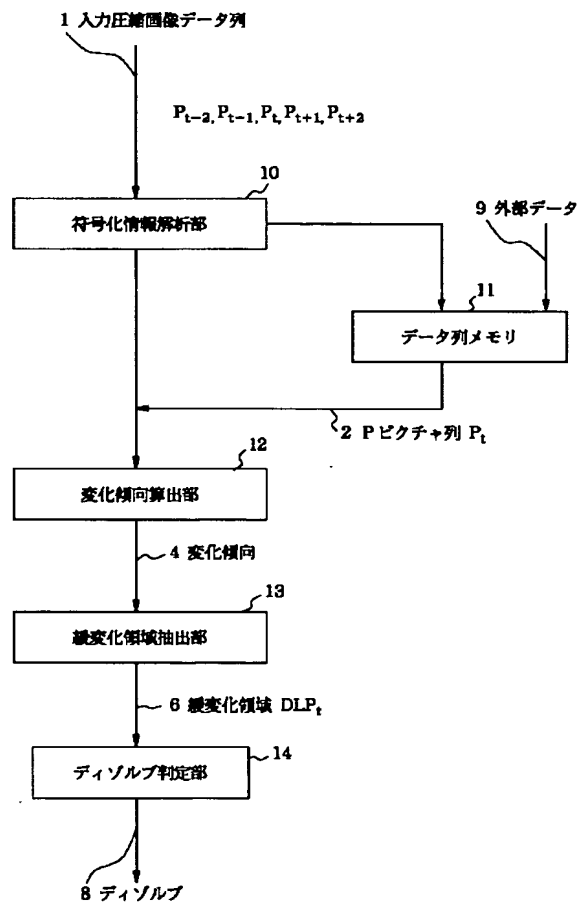 1 入力圧縮画像データ列
P_{t-2}, P_{t-1}, P_t, P_{t+1}, P_{t+2}
10
符号化情報解析部
9 外部データ
11
データ列メモリ
2 Pピクチャ列 P_t
12
変化傾向算出部
4 変化傾向
13
緩変化領域抽出部
6 緩変化領域 DLP_t
14
ディゾルブ判定部
8 ディゾルブ